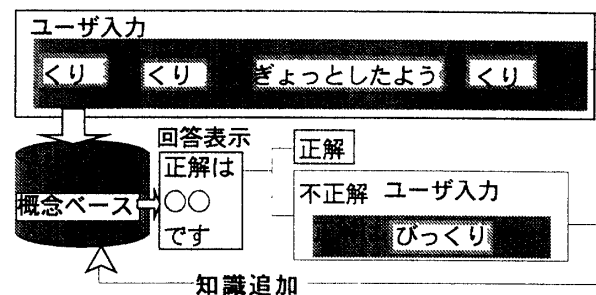 ユーザ入力
くり くり ぎょっとしたよう くり
回答表示
正解は
○○
です
概念ベース
正解
不正解 ユーザ入力
びっくり
知識追加